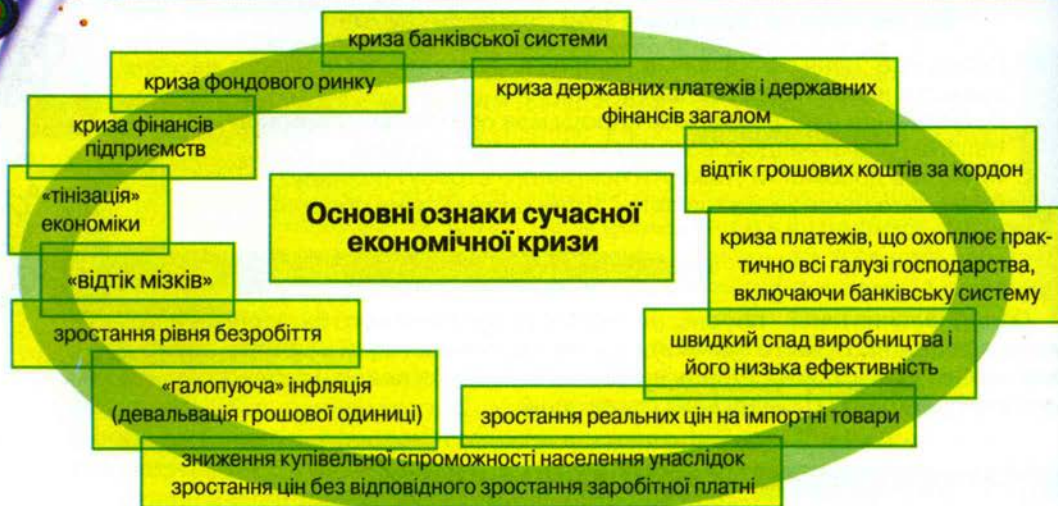 криза банківської системи
криза фондового ринку
криза державних платежів і державних
фінансів загалом
криза фінансів
підприємств
відтік грошових коштів за кордон
«тінізація»
економіки
Основні ознаки сучасної
економічної кризи
криза платежів, що охоплює прак-
тично всі галузі господарства,
включаючи банківську систему
«відтік мізків»
зростання рівня безробіття
швидкий спад виробництва і
його низька ефективність
«галопуюча» інфляція
(девальвація грошової одиниці)
зростання реальних цін на імпортні товари
зниження купівельної спроможності населення унаслідок
зростання цін без відповідного зростання заробітної платні